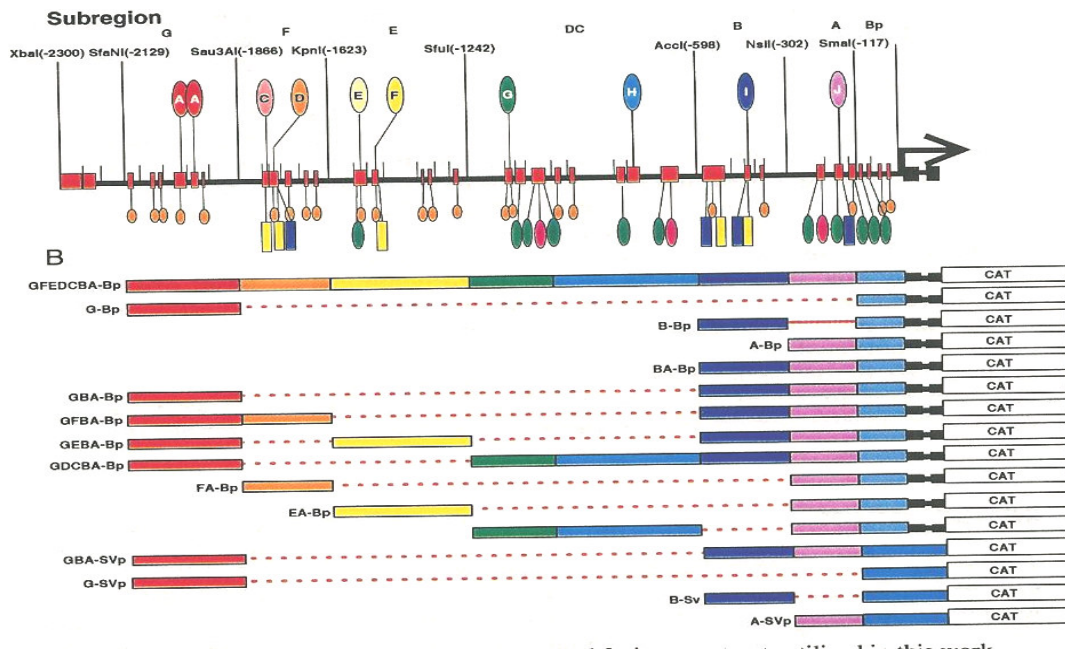 Subregion
G F E DC B A Bp
XbaI(-2300) SfaNI(-2129) Sau3AI(-1866) KpnI(-1623) SfuI(-1242) AccI(-598) NsiI(-302) SmaI(-117)
A A C D E F G H I J
B
GFEDCBA-Bp CAT
G-Bp CAT
B-Bp CAT
A-Bp CAT
BA-Bp CAT
GBA-Bp CAT
GFBA-Bp CAT
GEBA-Bp CAT
GDCBA-Bp CAT
FA-Bp CAT
EA-Bp CAT
CAT
GBA-SVp CAT
G-SVp CAT
B-Sv CAT
A-SVp CAT